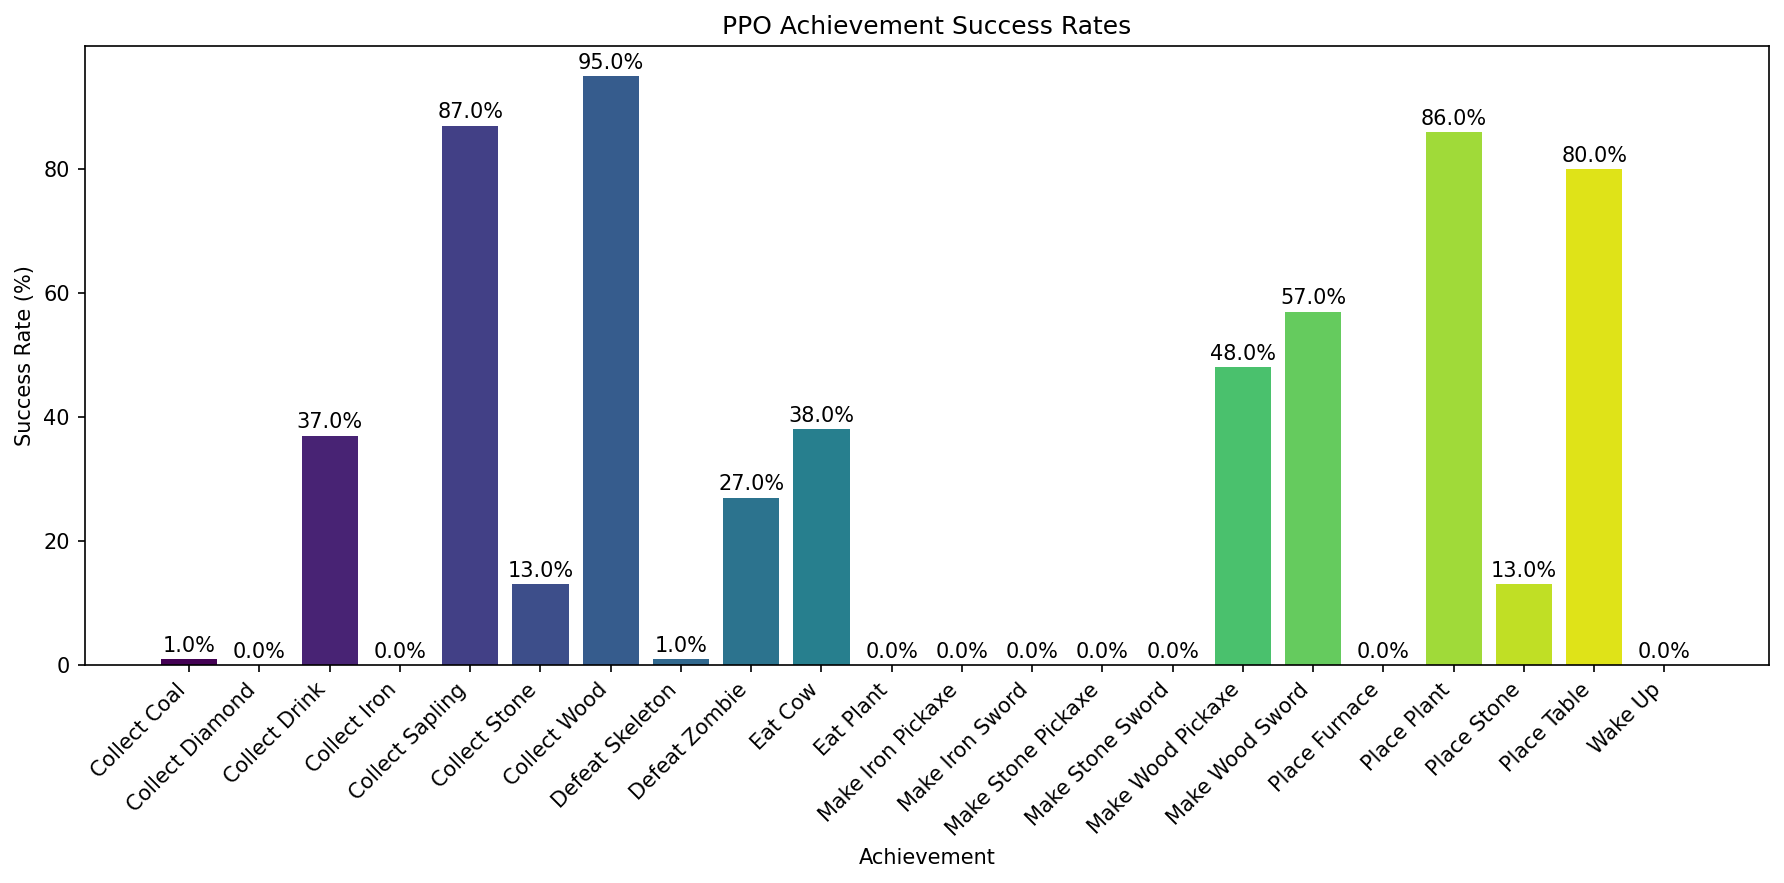 PPO Achievement Success Rates
Success Rate (%)
80
60
40
20
0
1.0%
0.0%
37.0%
0.0%
87.0%
13.0%
95.0%
1.0%
27.0%
38.0%
0.0%
0.0%
0.0%
0.0%
0.0%
48.0%
57.0%
0.0%
86.0%
13.0%
80.0%
0.0%
Collect Coal
Collect Diamond
Collect Drink
Collect Iron
Collect Sapling
Collect Stone
Collect Wood
Defeat Skeleton
Defeat Zombie
Eat Cow
Eat Plant
Make Iron Pickaxe
Make Iron Sword
Make Stone Pickaxe
Make Stone Sword
Make Wood Pickaxe
Make Wood Sword
Place Furnace
Place Plant
Place Stone
Place Table
Wake Up
Achievement